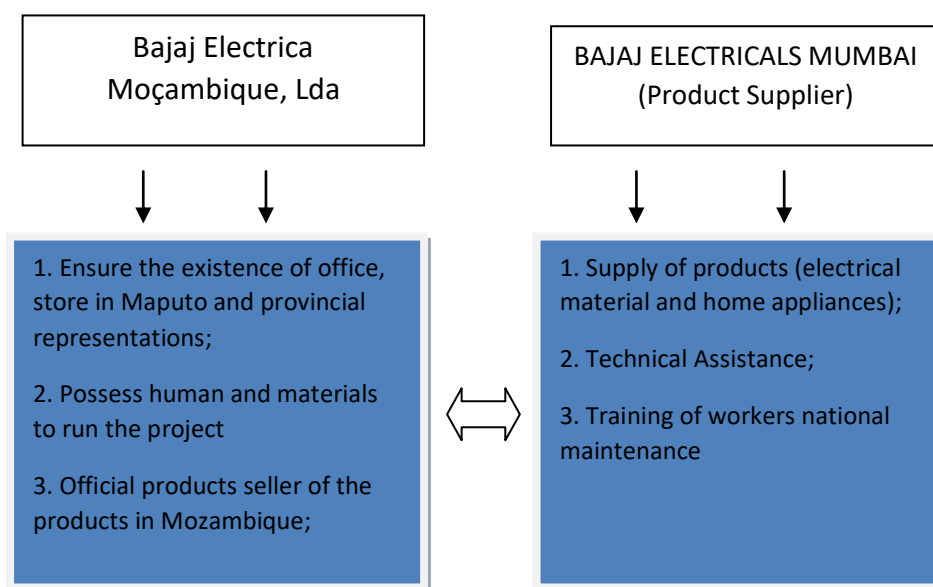 Bajaj Electrica
Moçambique, Lda
BAJAJ ELECTRICALS MUMBAI
(Product Supplier)
1. Ensure the existence of office,
store in Maputo and provincial
representations;
2. Possess human and materials
to run the project
3. Official products seller of the
products in Mozambique;
1. Supply of products (electrical
material and home appliances);
2. Technical Assistance;
3. Training of workers national
maintenance